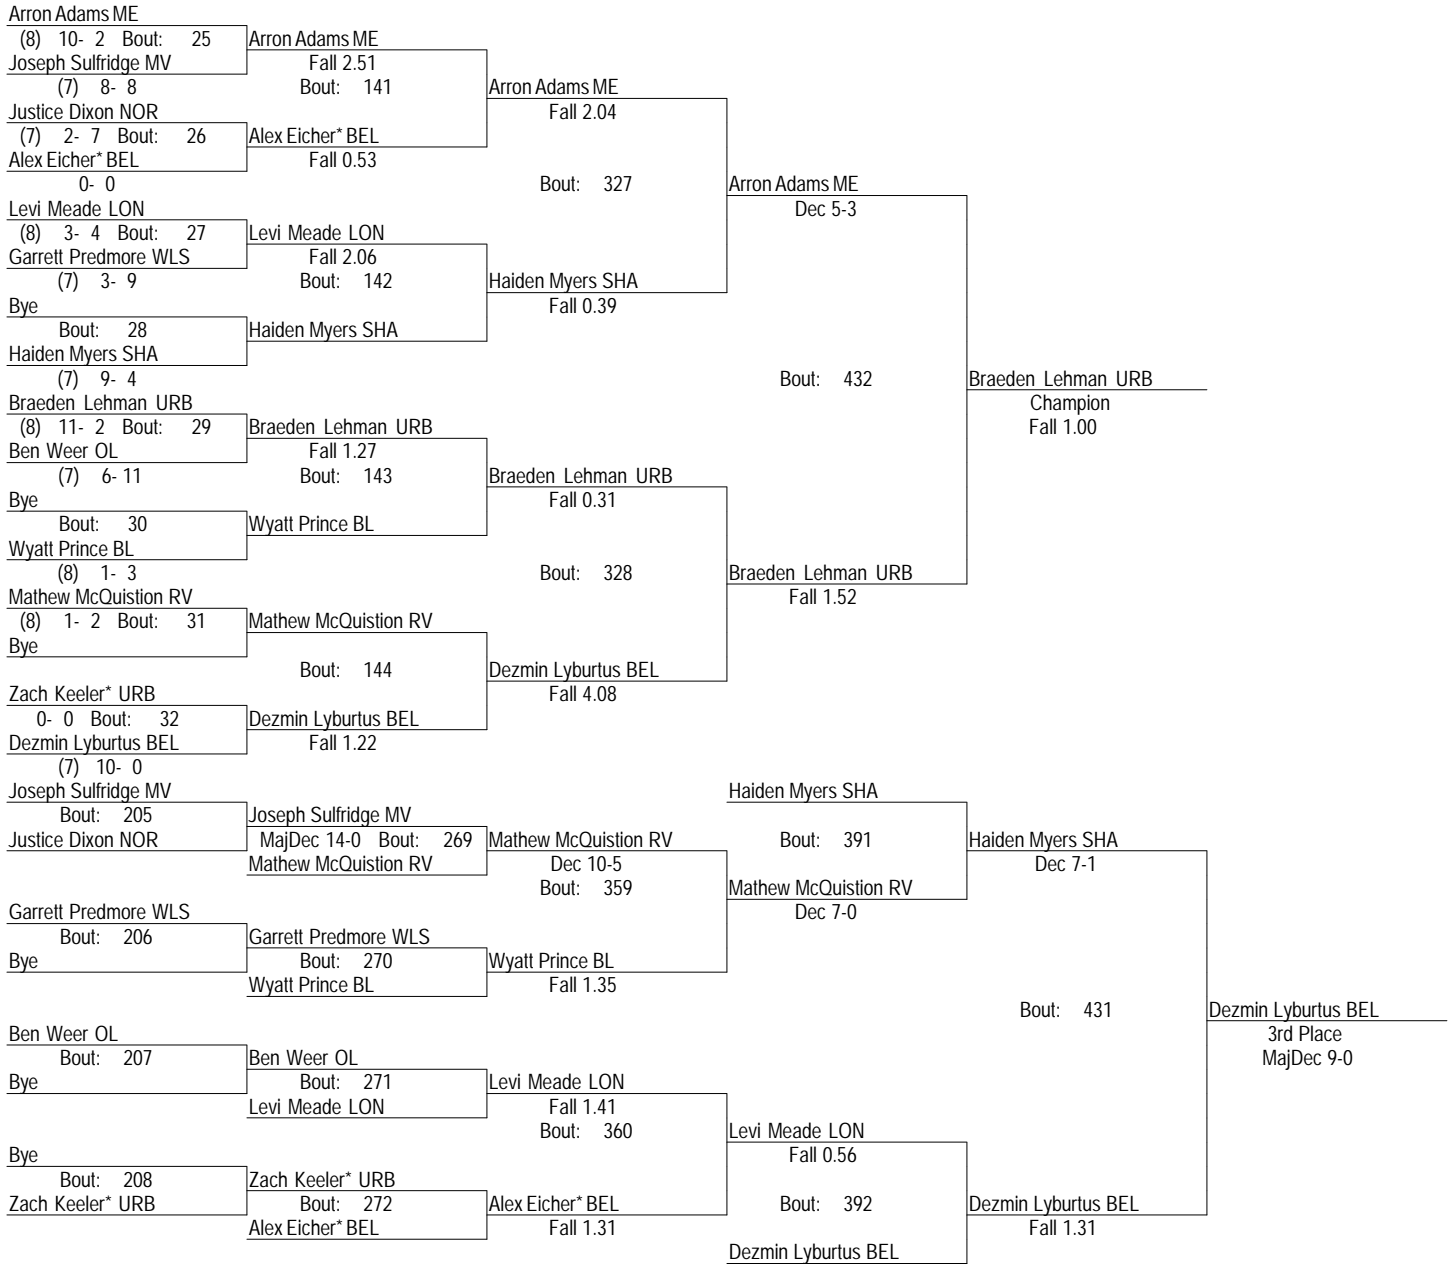 Arron Adams ME
(8) 10- 2 Bout: 25
Joseph Sulfridge MV
(7) 8- 8
Justice Dixon NOR
(7) 2- 7 Bout: 26
Alex Eicher* BEL
0- 0
Levi Meade LON
(8) 3- 4 Bout: 27
Garrett Predmore WLS
(7) 3- 9
Bye
Bout: 28
Haiden Myers SHA
(7) 9- 4
Braeden Lehman URB
(8) 11- 2 Bout: 29
Ben Weer OL
(7) 6- 11
Bye
Bout: 30
Wyatt Prince BL
(8) 1- 3
Mathew McQuistion RV
(8) 1- 2 Bout: 31
Bye
Zach Keeler* URB
0- 0 Bout: 32
Dezmin Lyburtus BEL
(7) 10- 0
Arron Adams ME
Fall 2.51
Bout: 141
Alex Eicher* BEL
Fall 0.53
Levi Meade LON
Fall 2.06
Bout: 142
Haiden Myers SHA
Braeden Lehman URB
Fall 1.27
Bout: 143
Wyatt Prince BL
Mathew McQuistion RV
Bout: 144
Dezmin Lyburtus BEL
Fall 1.22
Arron Adams ME
Fall 2.04
Bout: 327
Haiden Myers SHA
Fall 0.39
Braeden Lehman URB
Fall 0.31
Bout: 328
Dezmin Lyburtus BEL
Fall 4.08
Arron Adams ME
Dec 5-3
Bout: 432
Braeden Lehman URB
Fall 1.52
Braeden Lehman URB
Champion
Fall 1.00
Joseph Sulfridge MV
Bout: 205
Justice Dixon NOR
Garrett Predmore WLS
Bout: 206
Bye
Ben Weer OL
Bout: 207
Bye
Bye
Bout: 208
Zach Keeler* URB
Joseph Sulfridge MV
MajDec 14-0 Bout: 269
Mathew McQuistion RV
Garrett Predmore WLS
Bout: 270
Wyatt Prince BL
Ben Weer OL
Bout: 271
Levi Meade LON
Zach Keeler* URB
Bout: 272
Alex Eicher* BEL
Mathew McQuistion RV
Dec 10-5
Bout: 359
Wyatt Prince BL
Fall 1.35
Levi Meade LON
Fall 1.41
Bout: 360
Alex Eicher* BEL
Fall 1.31
Haiden Myers SHA
Bout: 391
Mathew McQuistion RV
Dec 7-0
Levi Meade LON
Fall 0.56
Bout: 392
Dezmin Lyburtus BEL
Haiden Myers SHA
Dec 7-1
Bout: 431
Dezmin Lyburtus BEL
Fall 1.31
Dezmin Lyburtus BEL
3rd Place
MajDec 9-0